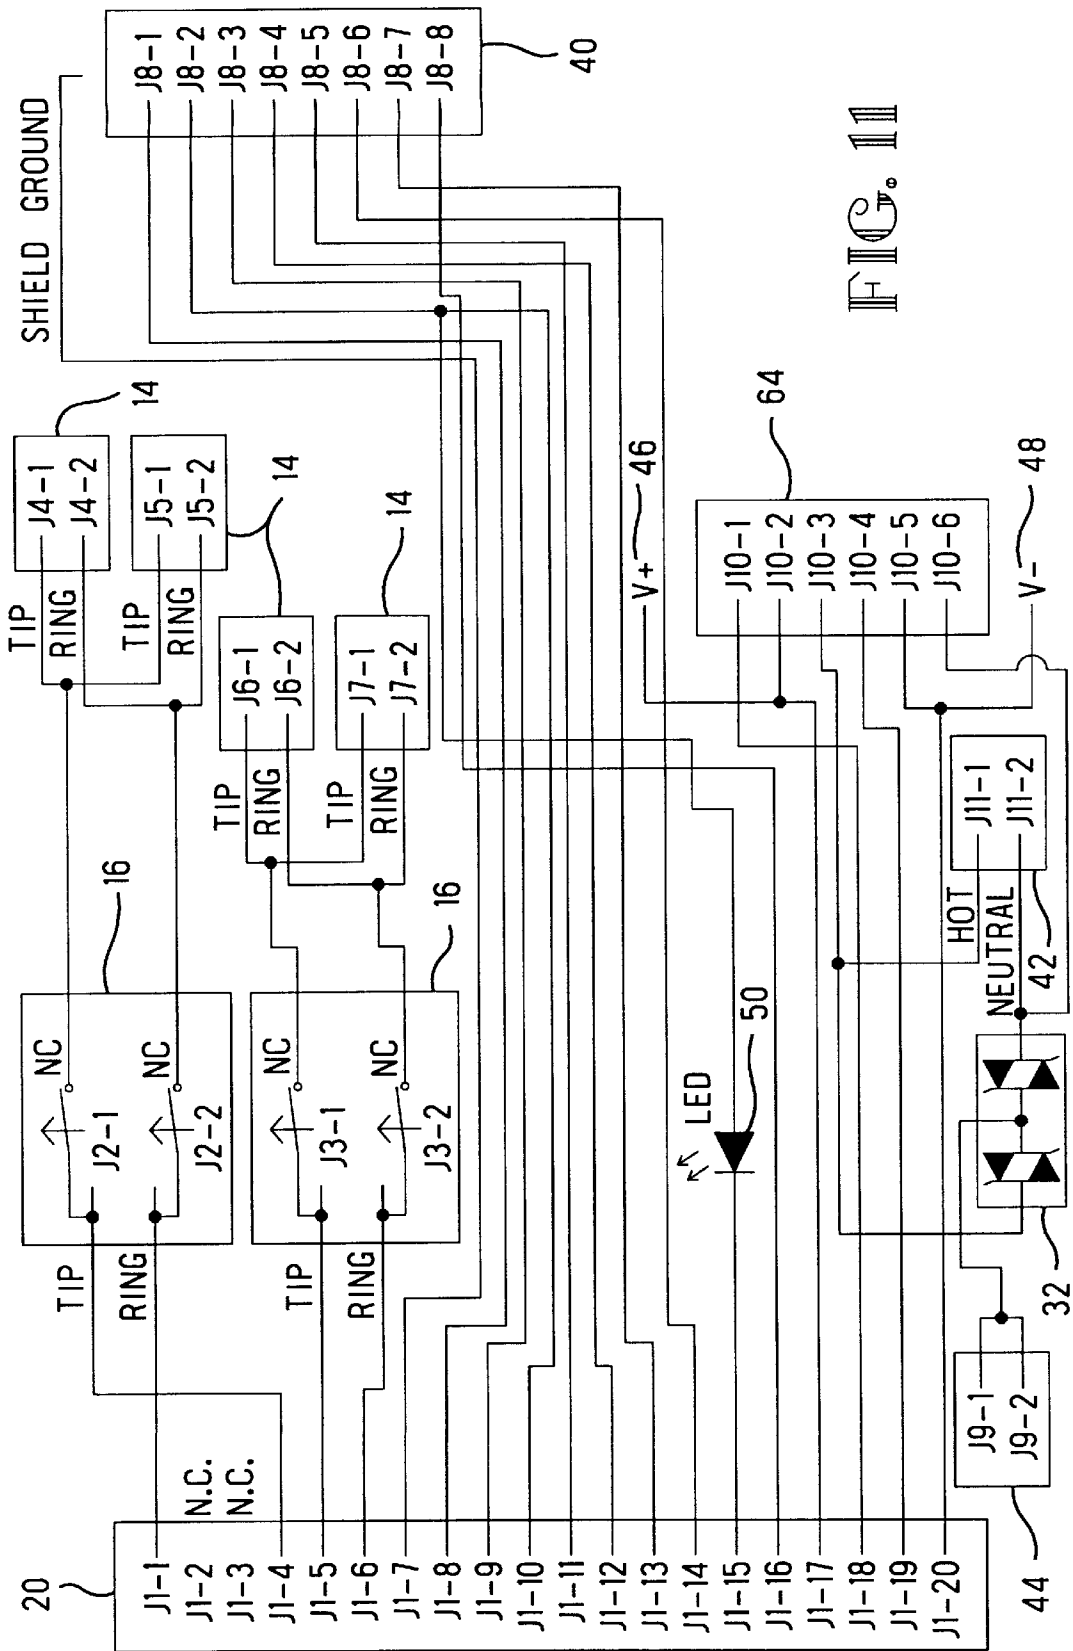 20
J1-1
J1-2 N.C.
J1-3 N.C.
J1-4
J1-5
J1-6
J1-7
J1-8
J1-9
J1-10
J1-11
J1-12
J1-13
J1-14
J1-15
J1-16
J1-17
J1-18
J1-19
J1-20
TIP
RING
TIP
RING
16
NC
J2-1
NC
J2-2
16
NC
J3-1
NC
J3-2
TIP
RING
TIP
RING
J4-1
J4-2
14
J5-1
J5-2
14
TIP
RING
TIP
RING
J6-1
J6-2
J7-1
J7-2
14
SHIELD GROUND
J8-1
J8-2
J8-3
J8-4
J8-5
J8-6
J8-7
J8-8
40
LED
50
V+ 46
64
J10-1
J10-2
J10-3
J10-4
J10-5
J10-6
V- 48
HOT
NEUTRAL
J11-1
J11-2
42
32
J9-1
J9-2
44
FIG. 11